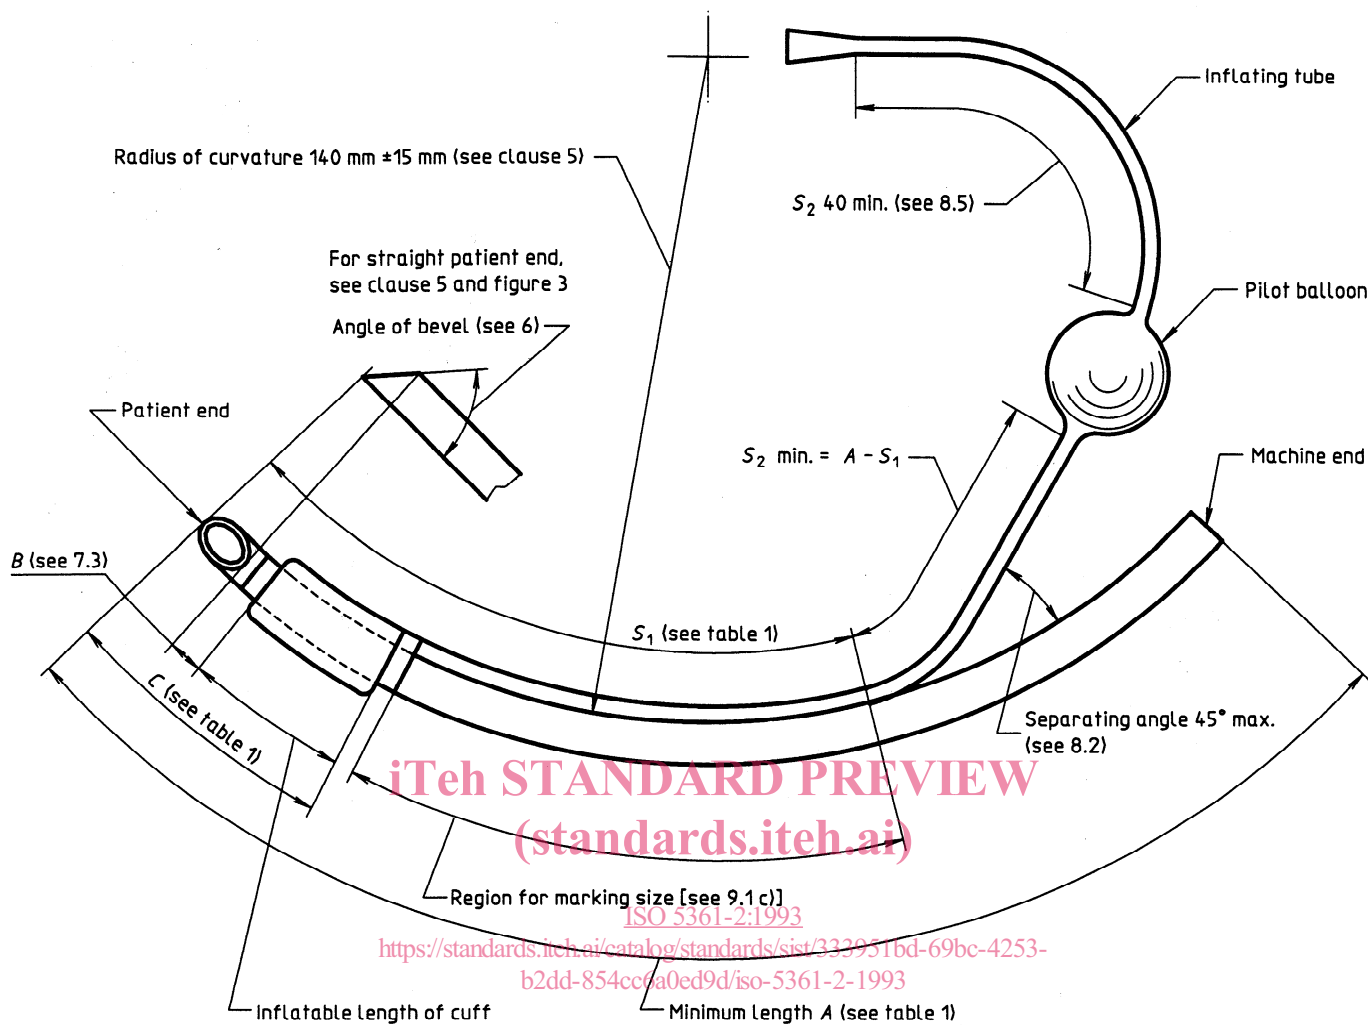 Inflating tube
Radius of curvature 140 mm ±15 mm (see clause 5)
S2 40 min. (see 8.5)
For straight patient end,
see clause 5 and figure 3
Pilot balloon
Angle of bevel (see 6)
Patient end
S2 min. = A - S1
Machine end
B (see 7.3)
S1 (see table 1)
C (see table 1)
Separating angle 45° max.
(see 8.2)
iTeh STANDARD PREVIEW
(standards.iteh.ai)
Region for marking size [see 9.1 c)]
ISO 5361-2:1993
https://standards.iteh.ai/catalog/standards/sist/333951bd-69bc-4253-
b2dd-854cc6a0ed9d/iso-5361-2-1993
Inflatable length of cuff
Minimum length A (see table 1)